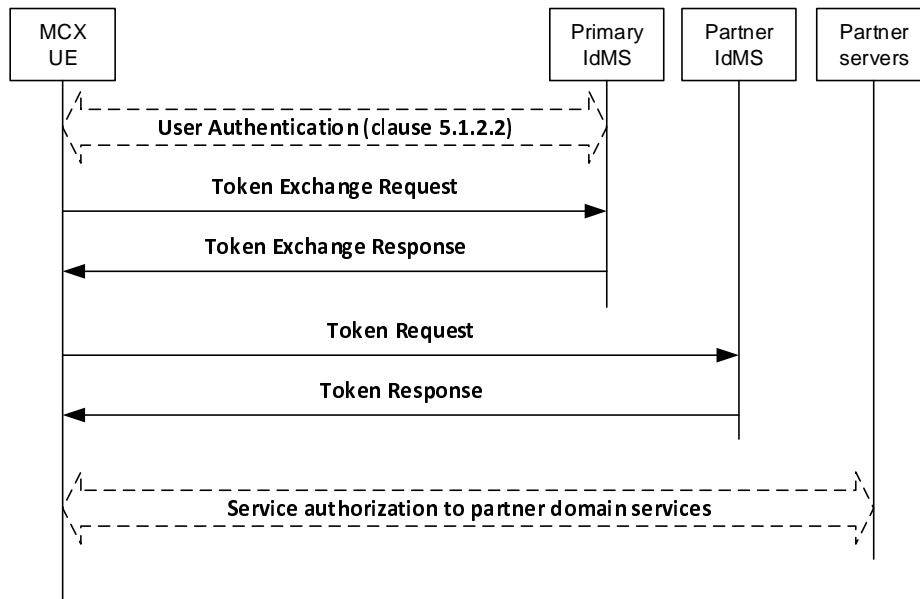 MCX
UE
Primary
IdMS
Partner
IdMS
Partner
servers
User Authentication (clause 5.1.2.2)
Token Exchange Request
Token Exchange Response
Token Request
Token Response
Service authorization to partner domain services